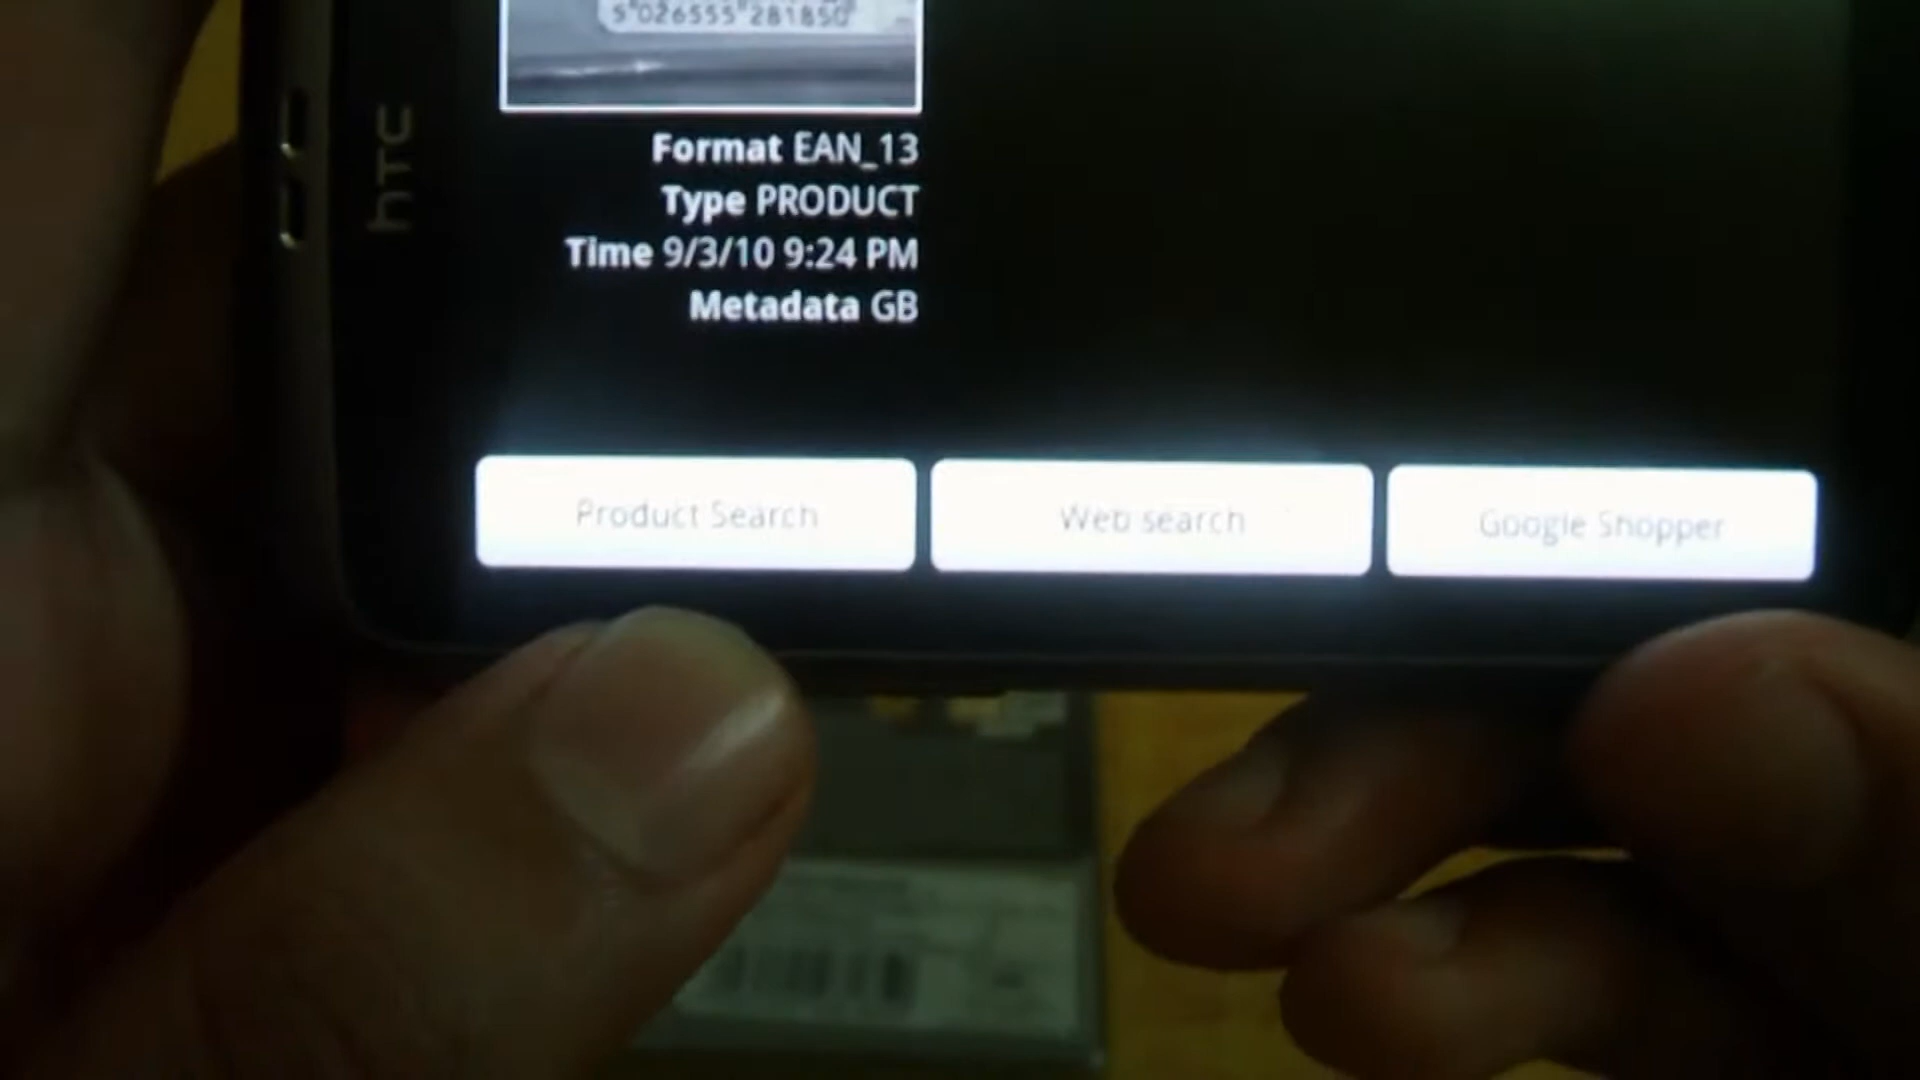 5 026555 281850
hTC
Format EAN_13
Type PRODUCT
Time 9/3/10 9:24 PM
Metadata GB
Product Search
Web search
Google Shopper